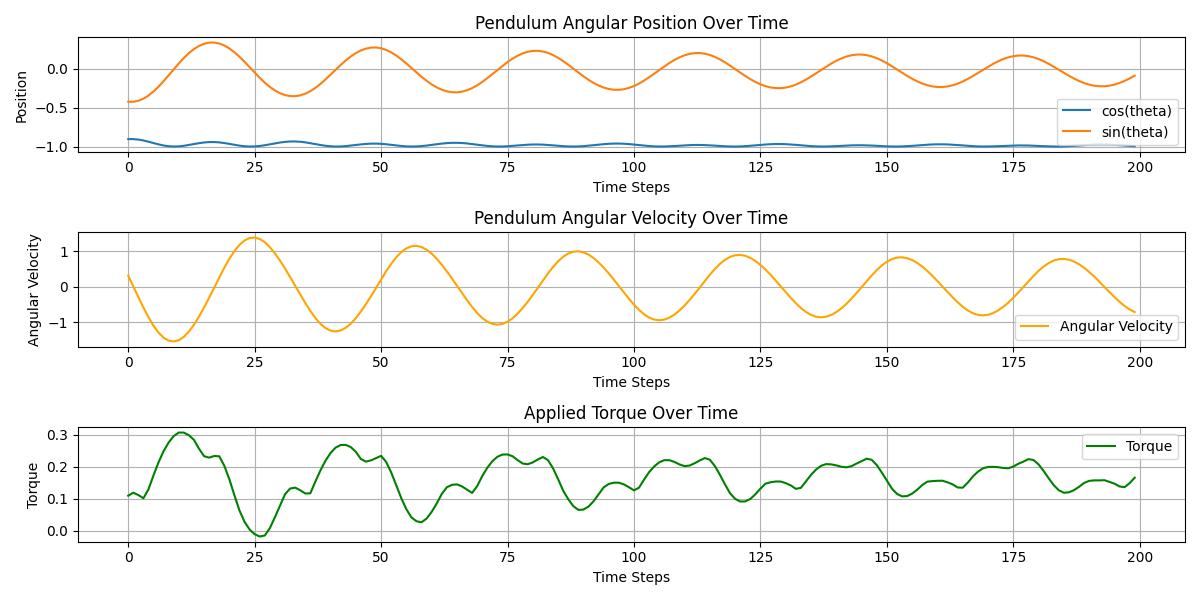 Pendulum Angular Position Over Time
Position
0.0
−0.5
−1.0
cos(theta)
sin(theta)
0 25 50 75 100 125 150 175 200
Time Steps
Pendulum Angular Velocity Over Time
Angular Velocity
1
0
−1
Angular Velocity
0 25 50 75 100 125 150 175 200
Time Steps
Applied Torque Over Time
Torque
0.3
0.2
0.1
0.0
Torque
0 25 50 75 100 125 150 175 200
Time Steps